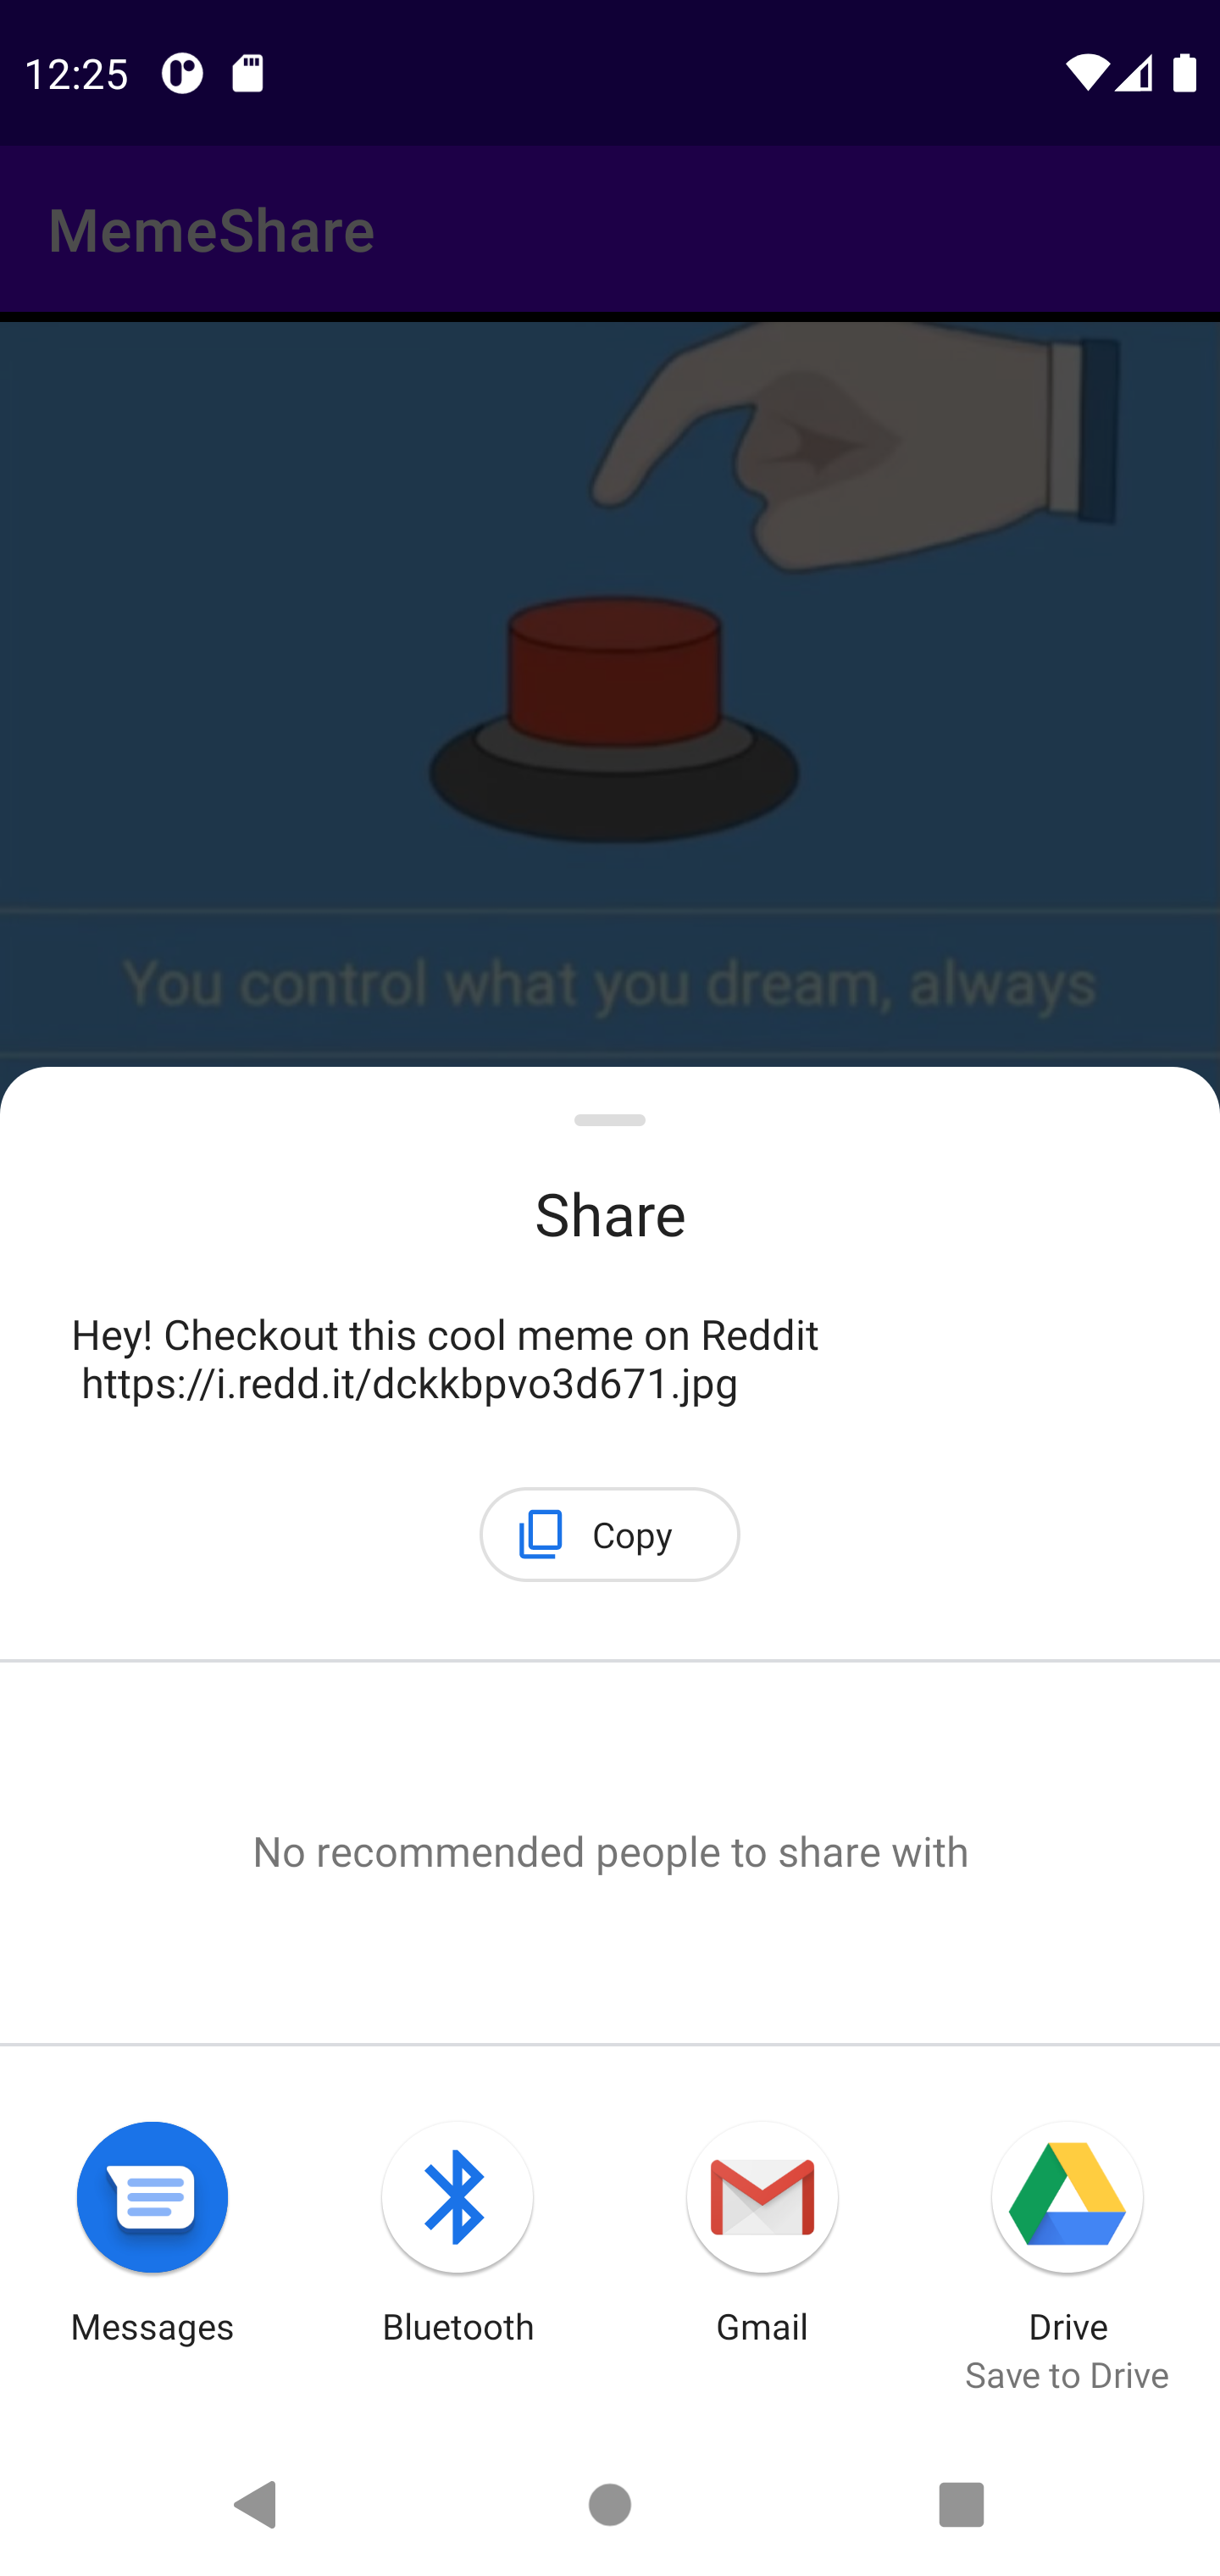 12:25
MemeShare
You control what you dream, always
Share
Hey! Checkout this cool meme on Reddit
https://i.redd.it/dckkbpvo3d671.jpg
Copy
No recommended people to share with
Messages
Bluetooth
Gmail
Drive
Save to Drive